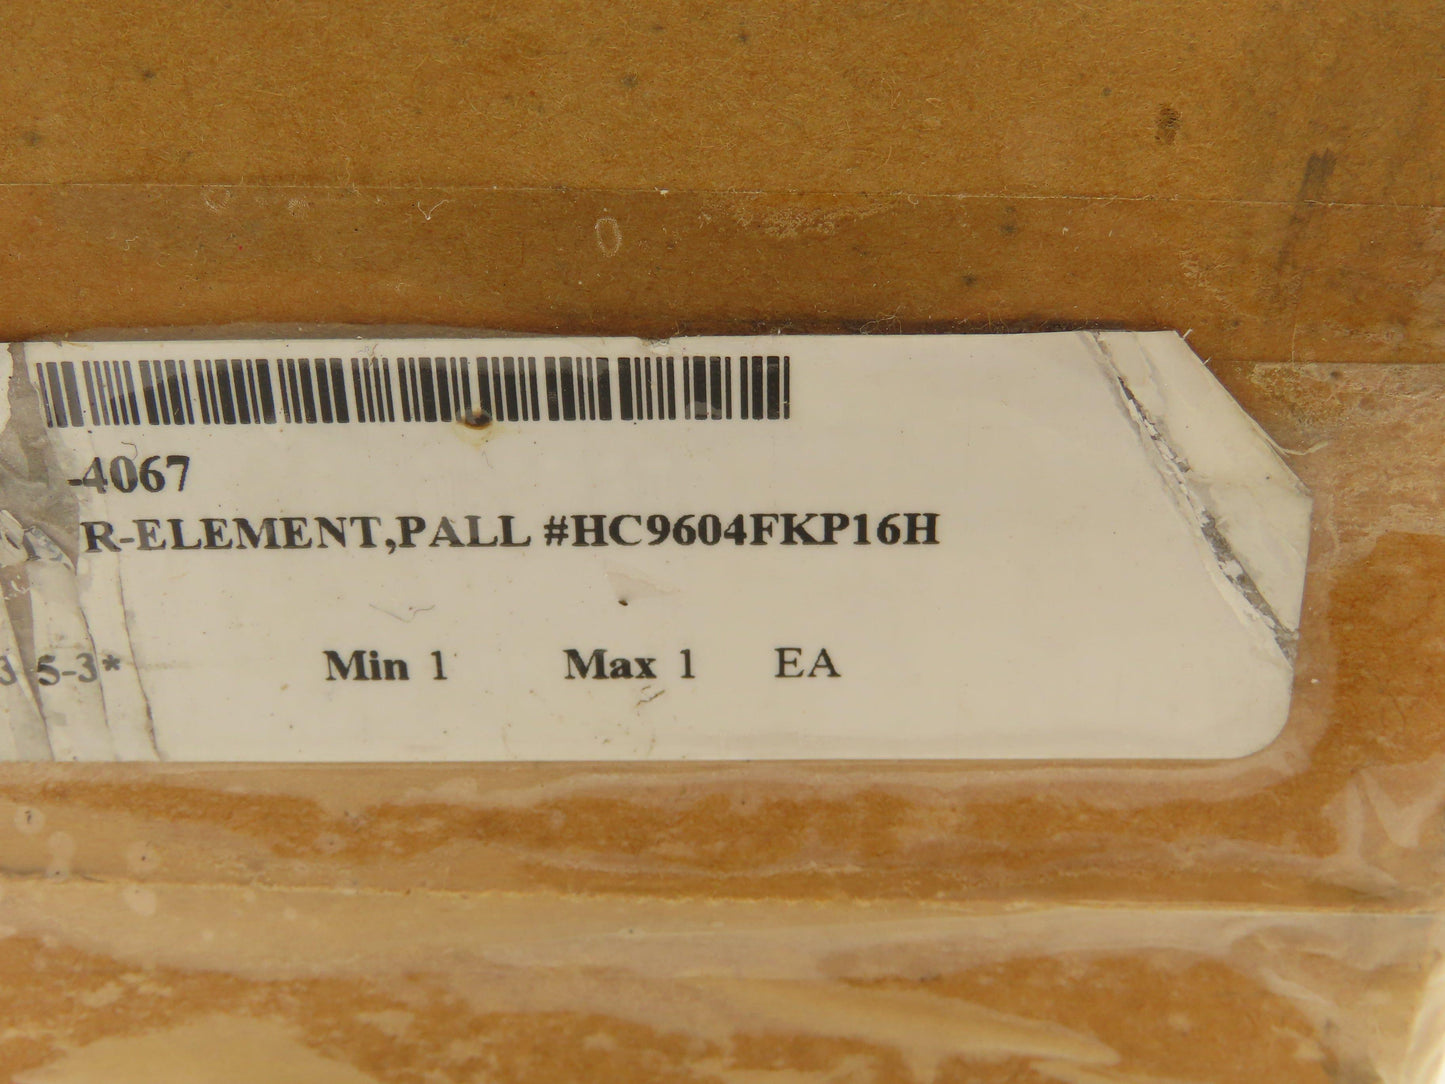 -4067
R-ELEMENT,PALL #HC9604FKP16H
5-3* Min 1 Max 1 EA